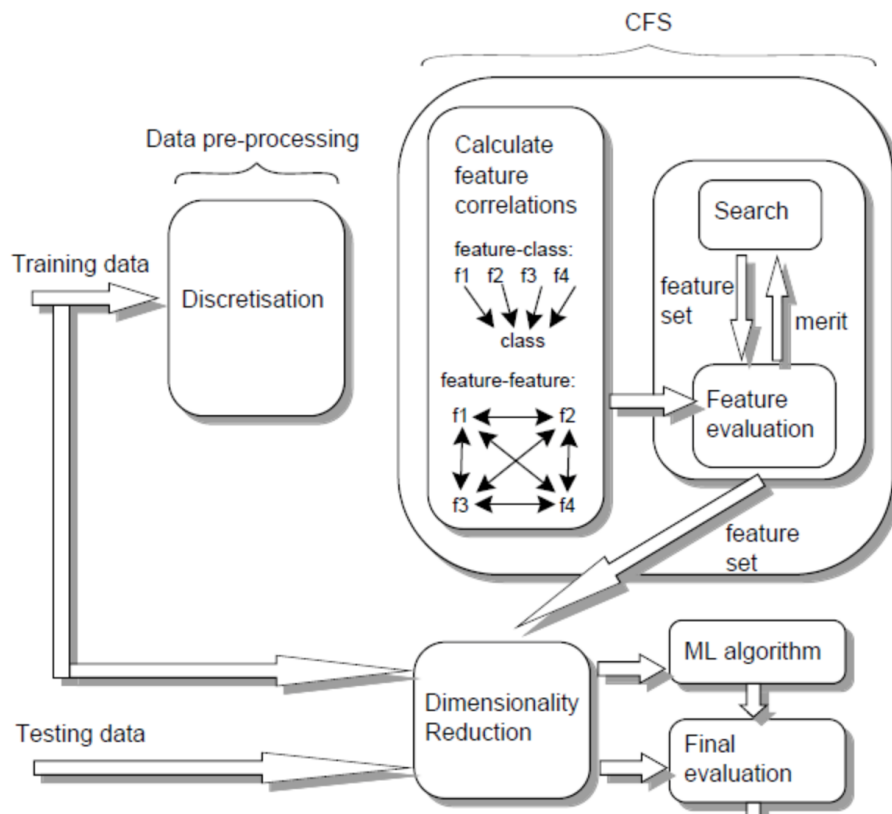 CFS
Data pre-processing
Calculate
feature
correlations
feature-class:
f1 f2 f3 f4
class
feature-feature:
f1 f2
f3 f4
Search
feature
set
merit
Feature
evaluation
Training data
Discretisation
feature
set
Dimensionality
Reduction
ML algorithm
Testing data
Final
evaluation